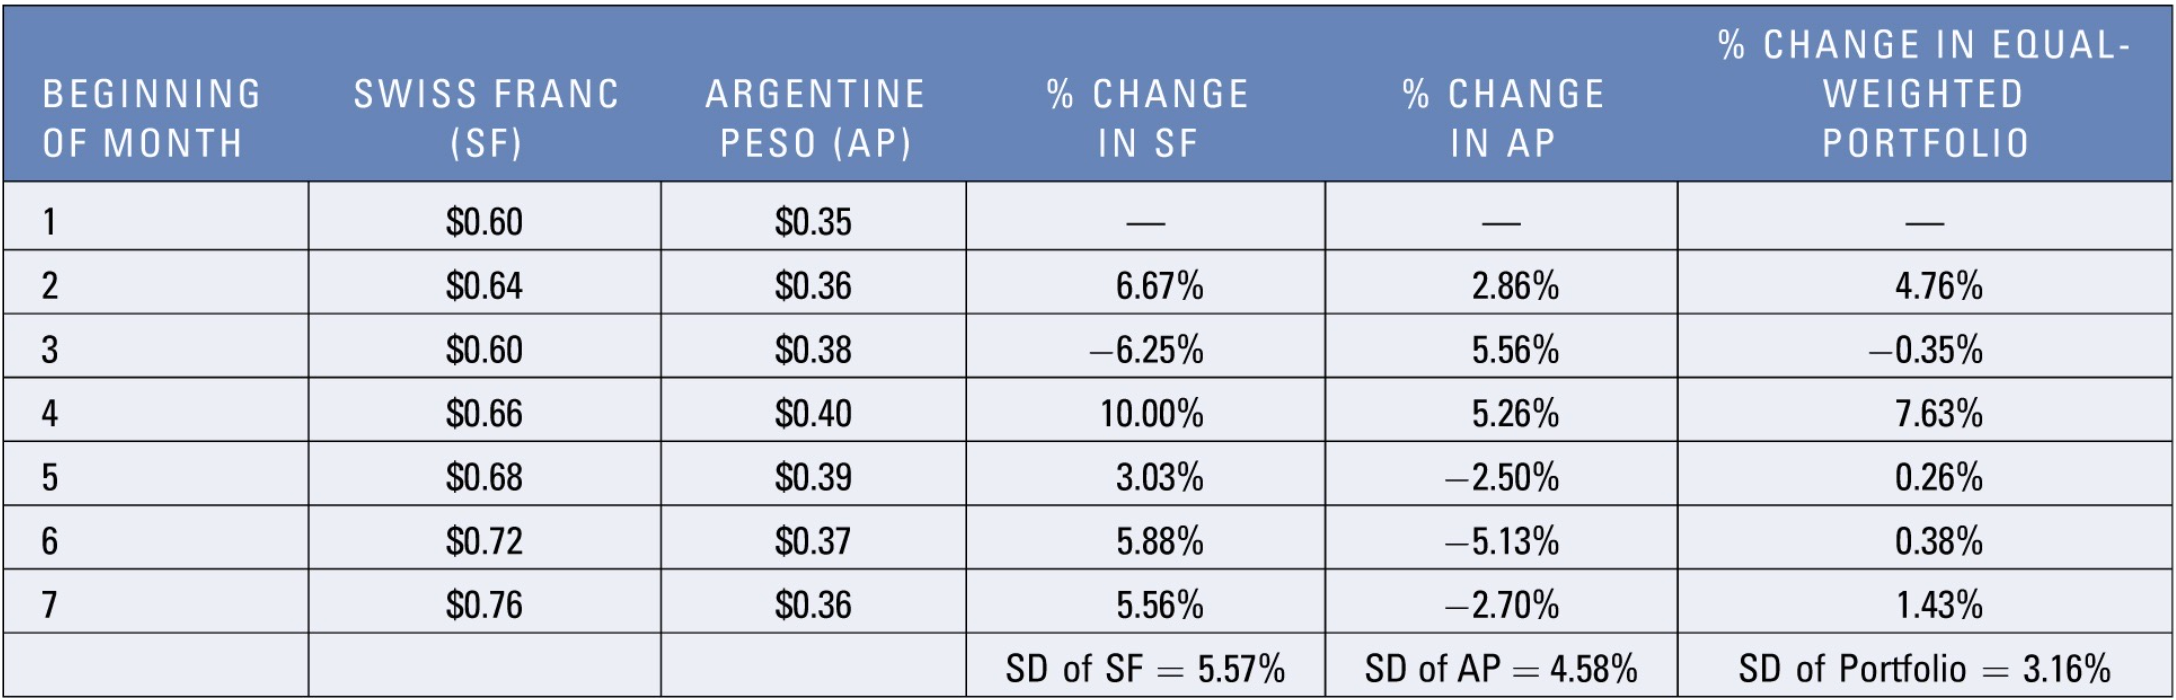 BEGINNING OF MONTH | SWISS FRANC (SF) | ARGENTINE PESO (AP) | % CHANGE IN SF | % CHANGE IN AP | % CHANGE IN EQUAL-WEIGHTED PORTFOLIO
1 | $0.60 | $0.35 | — | — | —
2 | $0.64 | $0.36 | 6.67% | 2.86% | 4.76%
3 | $0.60 | $0.38 | −6.25% | 5.56% | −0.35%
4 | $0.66 | $0.40 | 10.00% | 5.26% | 7.63%
5 | $0.68 | $0.39 | 3.03% | −2.50% | 0.26%
6 | $0.72 | $0.37 | 5.88% | −5.13% | 0.38%
7 | $0.76 | $0.36 | 5.56% | −2.70% | 1.43%
SD of SF = 5.57% | SD of AP = 4.58% | SD of Portfolio = 3.16%